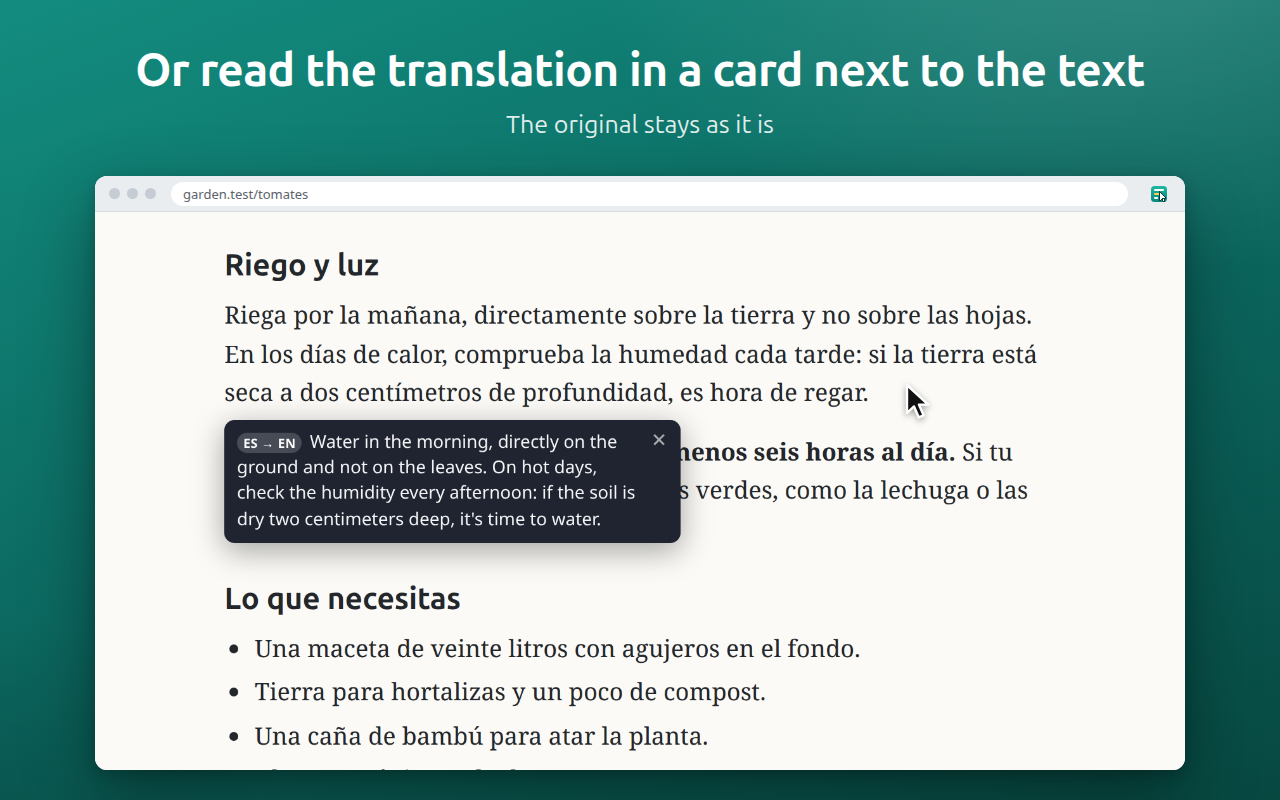 Or read the translation in a card next to the text
The original stays as it is
garden.test/tomates
Riego y luz
Riega por la mañana, directamente sobre la tierra y no sobre las hojas.
En los días de calor, comprueba la humedad cada tarde: si la tierra está
seca a dos centímetros de profundidad, es hora de regar.
ES → EN Water in the morning, directly on the
ground and not on the leaves. On hot days,
check the humidity every afternoon: if the soil is
dry two centimeters deep, it's time to water.
seis horas al día. Si tu
verdes, como la lechuga o las
Lo que necesitas
Una maceta de veinte litros con agujeros en el fondo.
Tierra para hortalizas y un poco de compost.
Una caña de bambú para atar la planta.